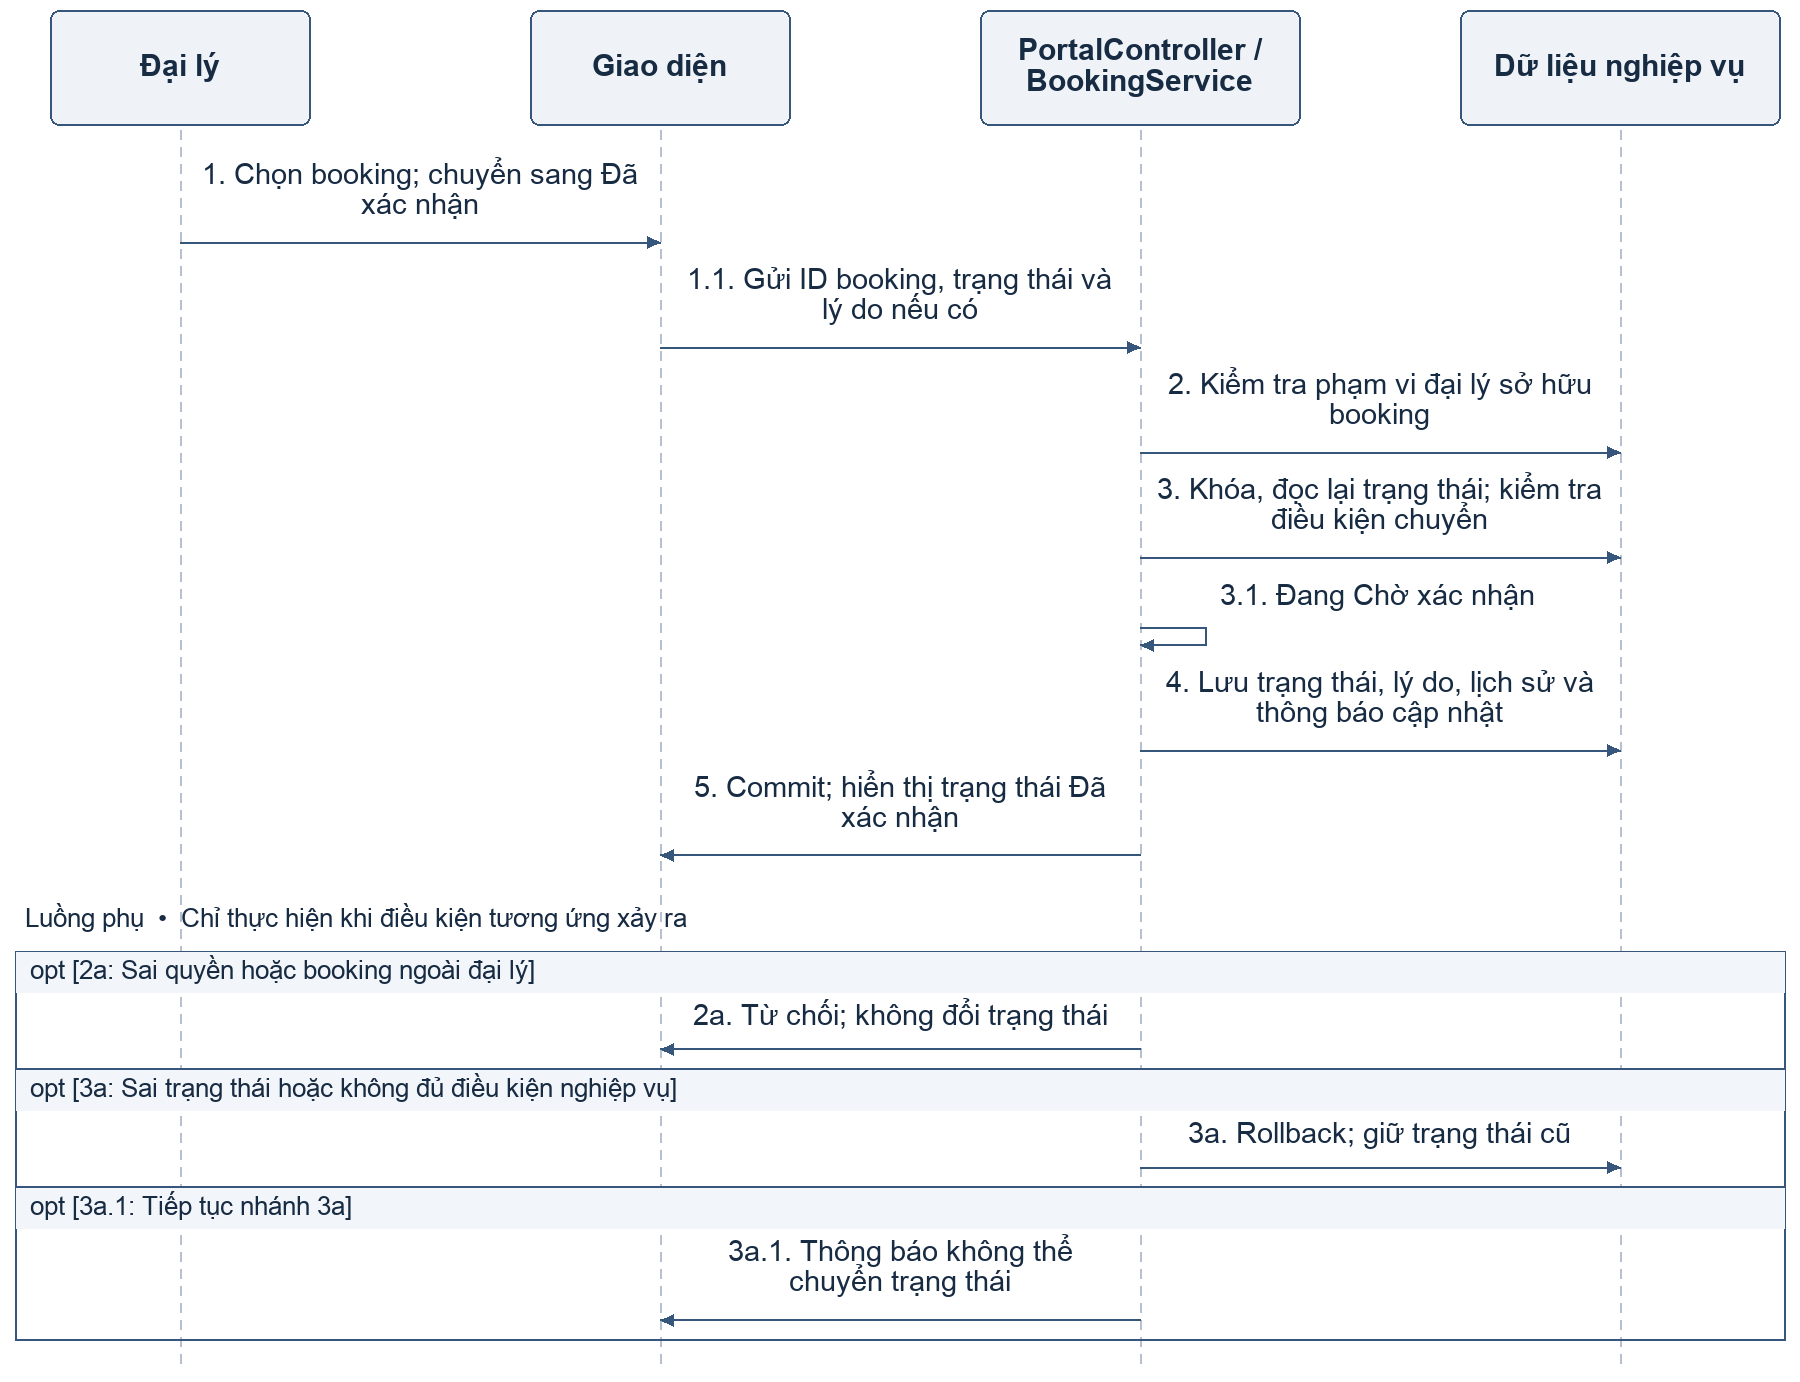 Đại lý
Giao diện
PortalController /
BookingService
Dữ liệu nghiệp vụ
1. Chọn booking; chuyển sang Đã
xác nhận
1.1. Gửi ID booking, trạng thái và
lý do nếu có
2. Kiểm tra phạm vi đại lý sở hữu
booking
3. Khóa, đọc lại trạng thái; kiểm tra
điều kiện chuyển
3.1. Đang Chờ xác nhận
4. Lưu trạng thái, lý do, lịch sử và
thông báo cập nhật
5. Commit; hiển thị trạng thái Đã
xác nhận
Luồng phụ • Chỉ thực hiện khi điều kiện tương ứng xảy ra
opt [2a: Sai quyền hoặc booking ngoài đại lý]
2a. Từ chối; không đổi trạng thái
opt [3a: Sai trạng thái hoặc không đủ điều kiện nghiệp vụ]
3a. Rollback; giữ trạng thái cũ
opt [3a.1: Tiếp tục nhánh 3a]
3a.1. Thông báo không thể
chuyển trạng thái